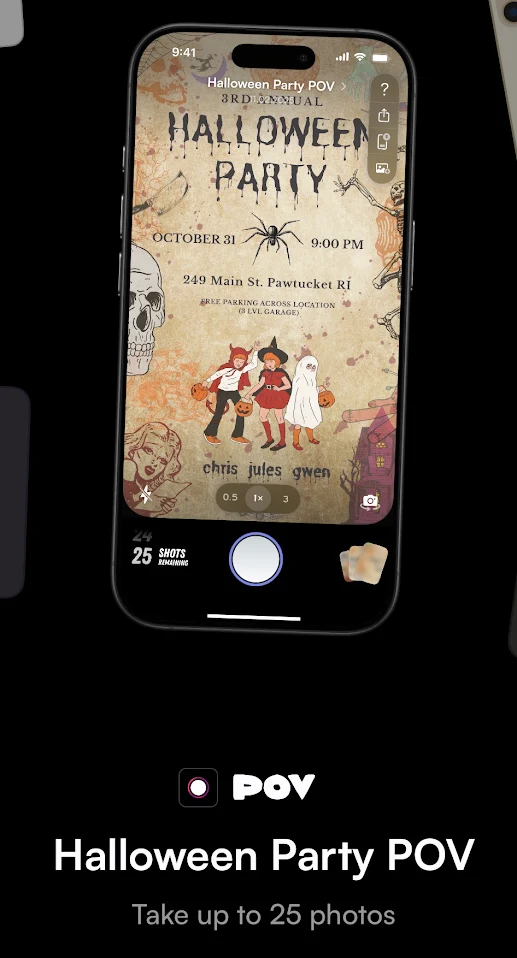 9:41
Halloween Party POV
3RD ANNUAL
HALLOWEEN
PARTY
OCTOBER 31
9:00 PM
249 Main St. Pawtucket RI
FREE PARKING ACROSS LOCATION
(3 LVL GARAGE)
chris jules gwen
0.5 1× 3
24
25 SHOTS
REMAINING
POV
Halloween Party POV
Take up to 25 photos